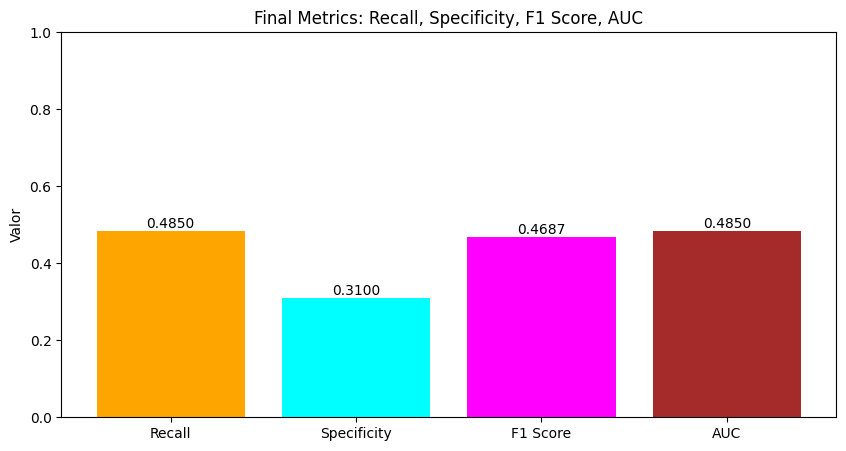 Final Metrics: Recall, Specificity, F1 Score, AUC
1.0
0.8
0.6
0.4
0.2
0.0
Valor
0.4850
0.3100
0.4687
0.4850
Recall
Specificity
F1 Score
AUC